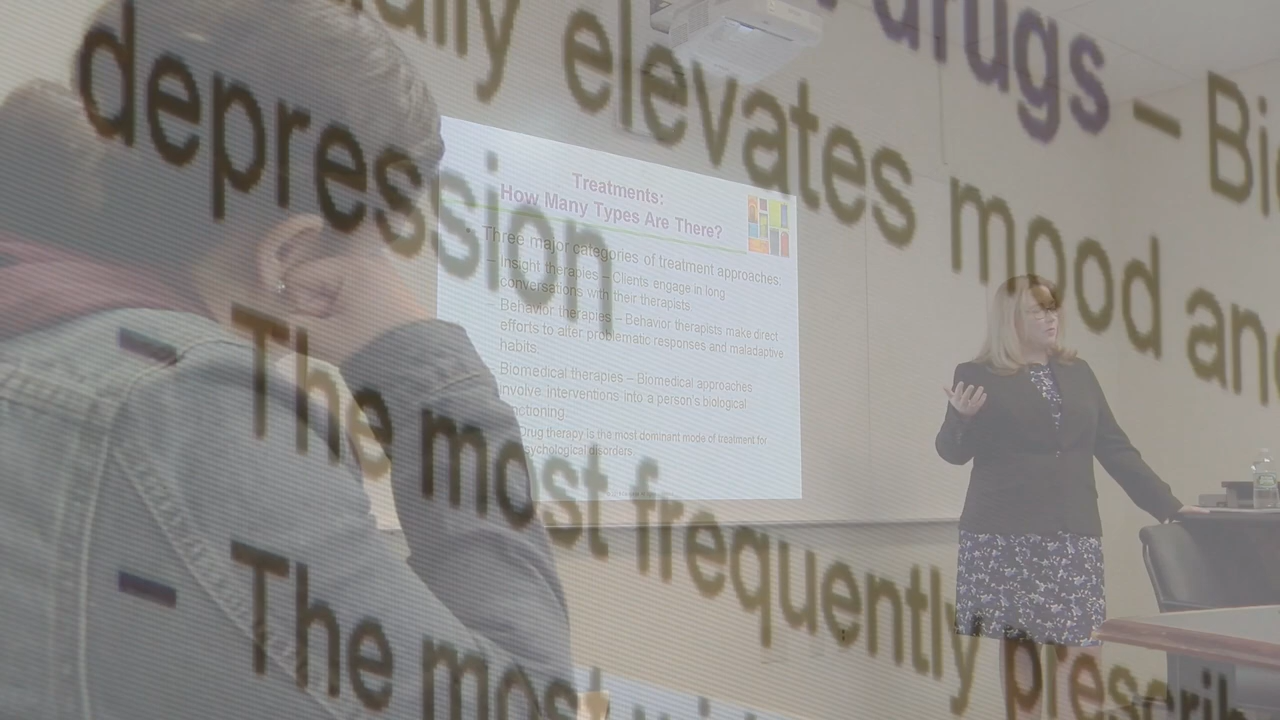 drugs – Bi
ally elevates mood and
depression
– The most frequently prescrib
– The most
Treatments:
How Many Types Are There?
Three major categories of treatment approaches:
– Insight therapies – Clients engage in long
conversations with their therapists
– Behavior therapies – Behavior therapists make direct
efforts to alter problematic responses and maladaptive
habits.
– Biomedical therapies – Biomedical approaches
involve interventions into a person's biological
functioning.
Drug therapy is the most dominant mode of treatment for
psychological disorders.